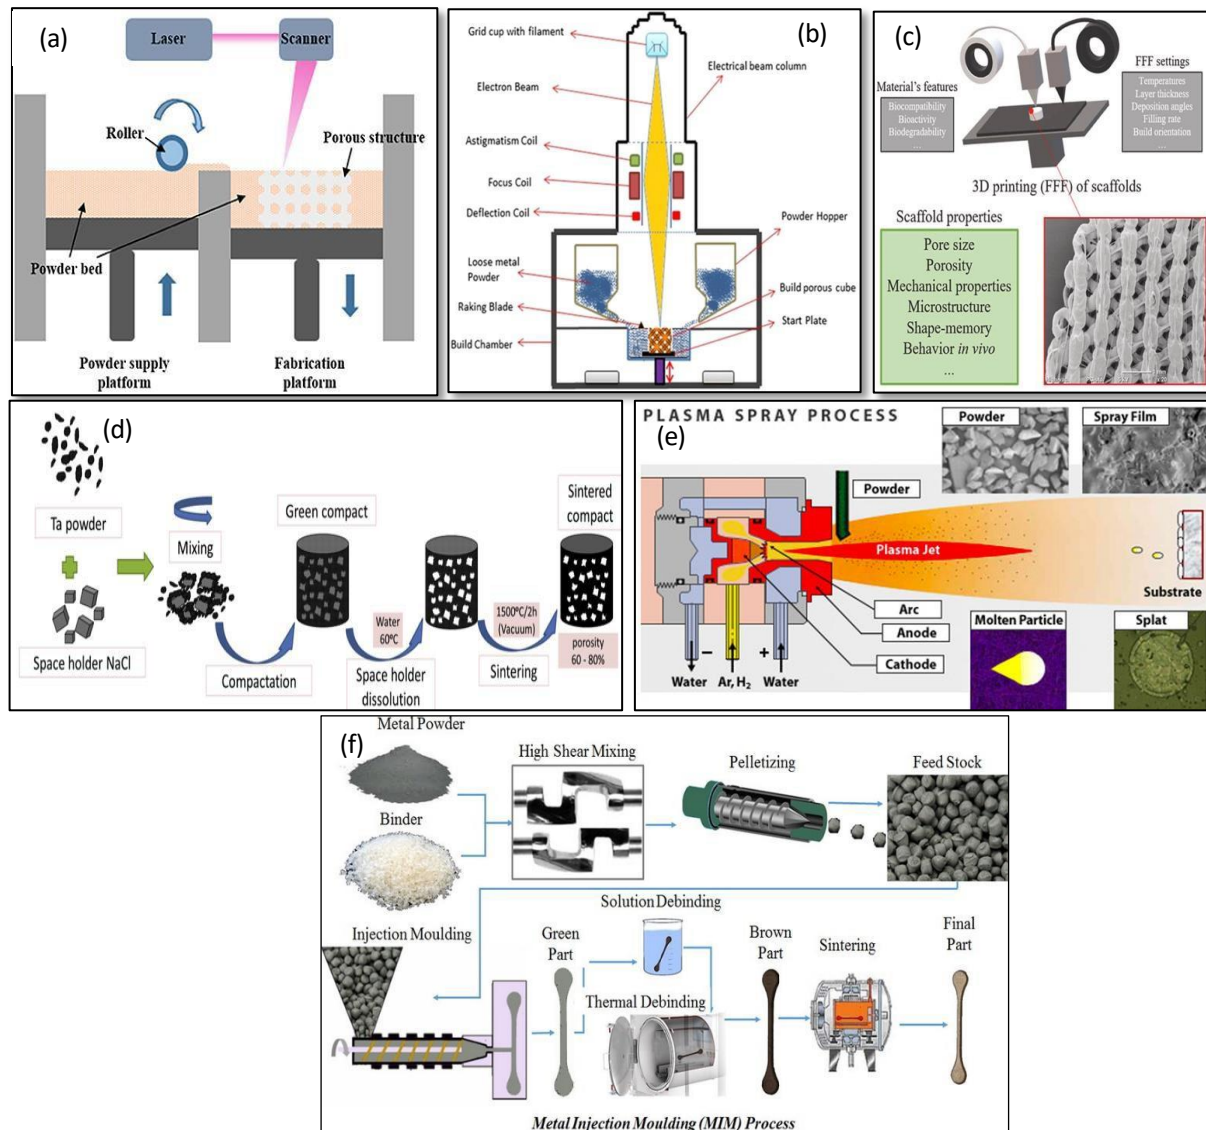 (a)
Laser
Scanner
Roller
Porous structure
Powder bed
Powder supply
platform
Fabrication
platform
(b)
Grid cup with filament
Electrical beam column
Electron Beam
Astigmatism Coil
Focus Coil
Deflection Coil
Powder Hopper
Loose metal
Powder
Build porous cube
Raking Blade
Start Plate
Build Chamber
(c)
Material's features
Biocompatibility
Bioactivity
Biodegradability
...
FFF settings
Temperatures
Layer thickness
Deposition angles
Filling rate
Build orientation
...
3D printing (FFF) of scaffolds
Scaffold properties
Pore size
Porosity
Mechanical properties
Microstructure
Shape-memory
Behavior in vivo
...
(d)
Ta powder
Space holder NaCl
Mixing
Compactation
Green compact
Water
60ºC
Space holder
dissolution
1500ºC/2h
(Vacuum)
Sintering
Sintered
compact
porosity
60 - 80%
PLASMA SPRAY PROCESS
(e)
Powder
Spray Film
Powder
Plasma Jet
Substrate
Arc
Anode
Cathode
Molten Particle
Splat
–
+
Water
Ar, H2
Water
(f)
Metal Powder
Binder
High Shear Mixing
Pelletizing
Feed Stock
Injection Moulding
Green
Part
Solution Debinding
Thermal Debinding
Brown
Part
Sintering
Final
Part
Metal Injection Moulding (MIM) Process